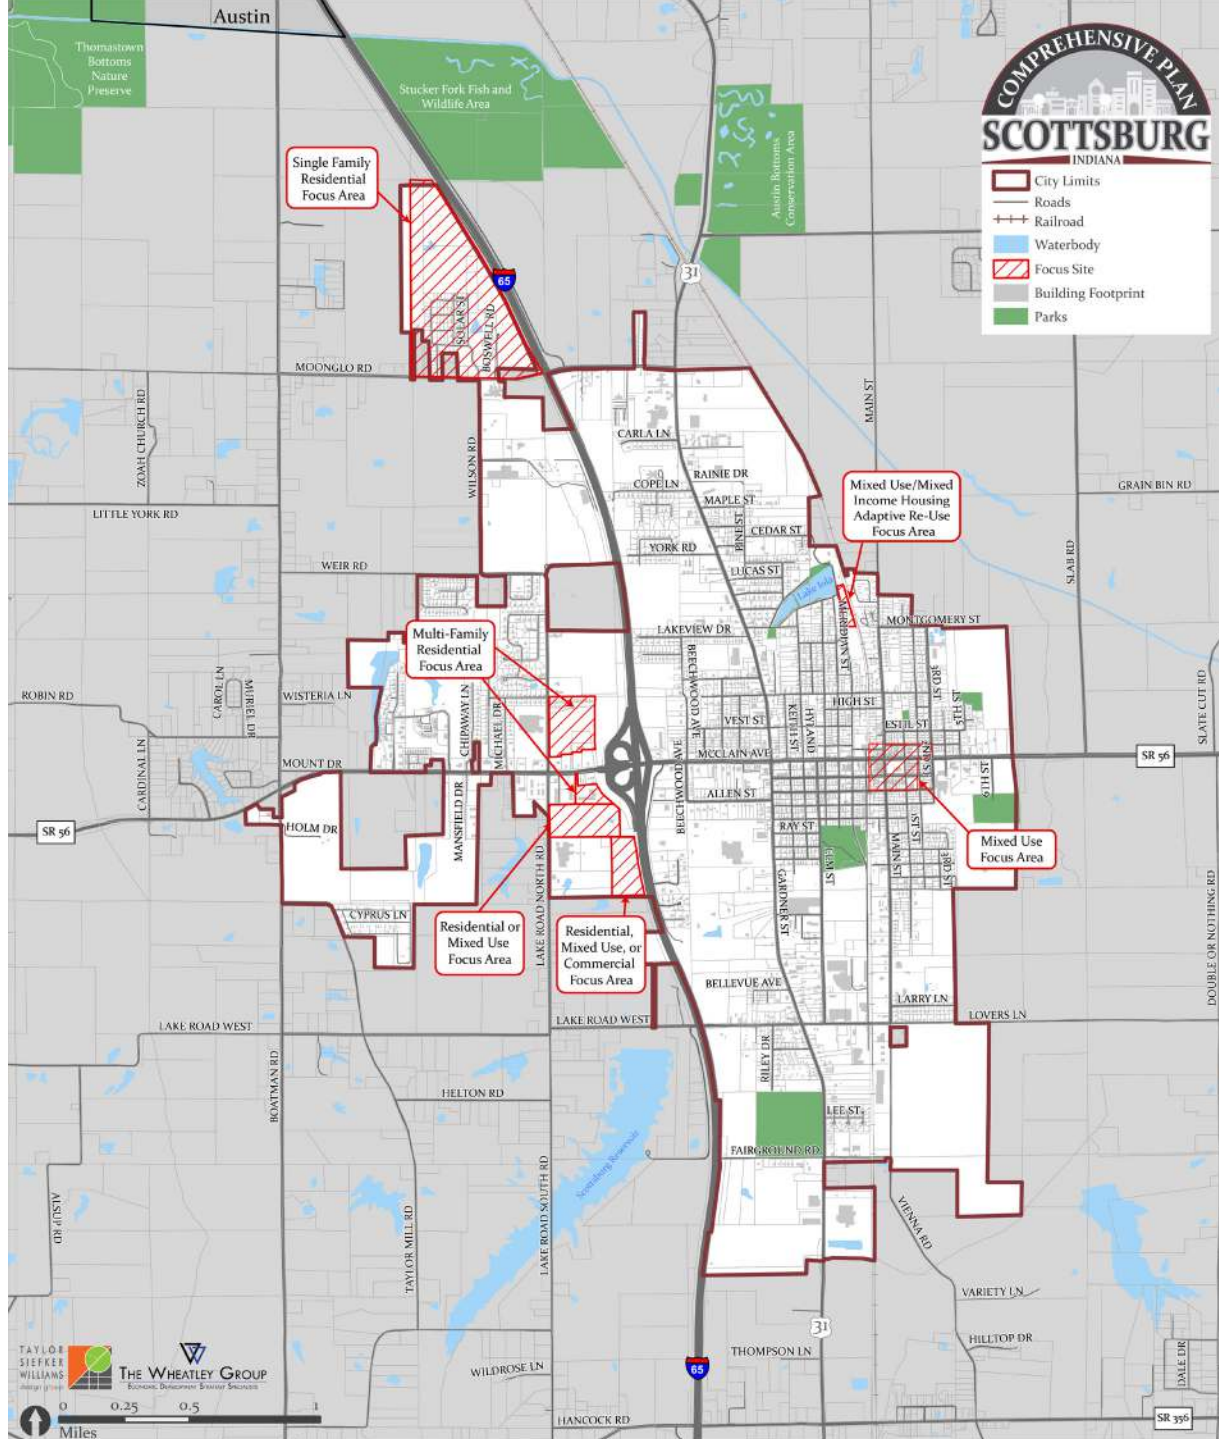 Austin
Thomastown
Bottoms
Nature
Preserve
Stucker Fork Fish and
Wildlife Area
Austin Bottoms
Conservation Area
COMPREHENSIVE PLAN
SCOTTSBURG
INDIANA
City Limits
Roads
Railroad
Waterbody
Focus Site
Building Footprint
Parks
Single Family
Residential
Focus Area
65
31
SOLAR ST
BOSWELL RD
MOONGLO RD
ZOAH CHURCH RD
WILSON RD
CARLA LN
MAIN ST
RAINIE DR
COPE LN
MAPLE ST
PINE ST
CEDAR ST
Mixed Use/Mixed
Income Housing
Adaptive Re-Use
Focus Area
GRAIN BIN RD
LITTLE YORK RD
YORK RD
SLAB RD
WEIR RD
LUCAS ST
Lake Iola
MERIDIAN ST
MONTGOMERY ST
LAKEVIEW DR
Multi-Family
Residential
Focus Area
BEECHWOOD AVE
3RD ST
5TH ST
SLATE CUT RD
ROBIN RD
CAROL LN
MURIEL DR
WISTERIA LN
CHIPAWAY LN
MICHAEL DR
HIGH ST
VEST ST
KEITH ST
HYLAND
ESTIL ST
CARDINAL LN
MOUNT DR
MCCLAIN AVE
SR 56
BEECHWOOD AVE
ALLEN ST
SR 56
HOLM DR
MANSFIELD DR
RAY ST
ELM ST
MAIN ST
1ST ST
3RD ST
Mixed Use
Focus Area
LAKE ROAD NORTH RD
GARDNER ST
CYPRUS LN
Residential or
Mixed Use
Focus Area
Residential,
Mixed Use, or
Commercial
Focus Area
DOUBLE OR NOTHING RD
BELLEVUE AVE
LARRY LN
LAKE ROAD WEST
LAKE ROAD WEST
LOVERS LN
RILEY DR
BOATMAN RD
HELTON RD
LEE ST
Scottsburg Reservoir
FAIRGROUND RD
ALSUP RD
TAYLOR MILL RD
LAKE ROAD SOUTH RD
VIENNA RD
VARIETY LN
31
HILLTOP DR
THOMPSON LN
DALE DR
65
WILDROSE LN
HANCOCK RD
SR 356
TAYLOR
SIEFKER
WILLIAMS
design group
THE WHEATLEY GROUP
0 0.25 0.5 1
Miles